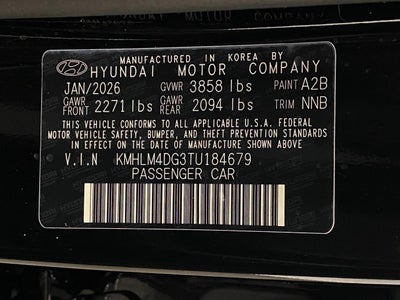 MANUFACTURED IN KOREA BY
HYUNDAI MOTOR COMPANY
JAN/2026 GVWR 3858 lbs PAINT A2B
GAWR FRONT 2271 lbs GAWR REAR 2094 lbs TRIM NNB
THIS VEHICLE CONFORMS TO ALL APPLICABLE U.S.A. FEDERAL
MOTOR VEHICLE SAFETY, BUMPER, AND THEFT PREVENTION STANDARDS
IN EFFECT ON THE DATE OF MANUFACTURE SHOWN ABOVE.
V.I.N KMHLM4DG3TU184679
PASSENGER CAR